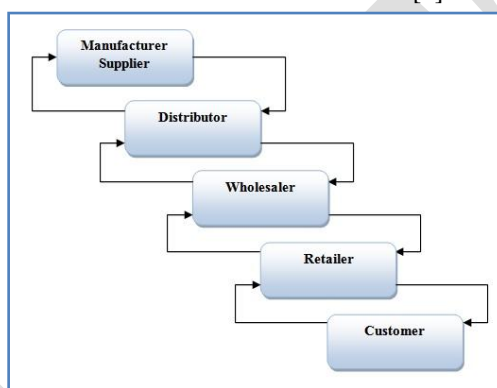 Manufacturer
Supplier
Distributor
Wholesaler
Retailer
Customer